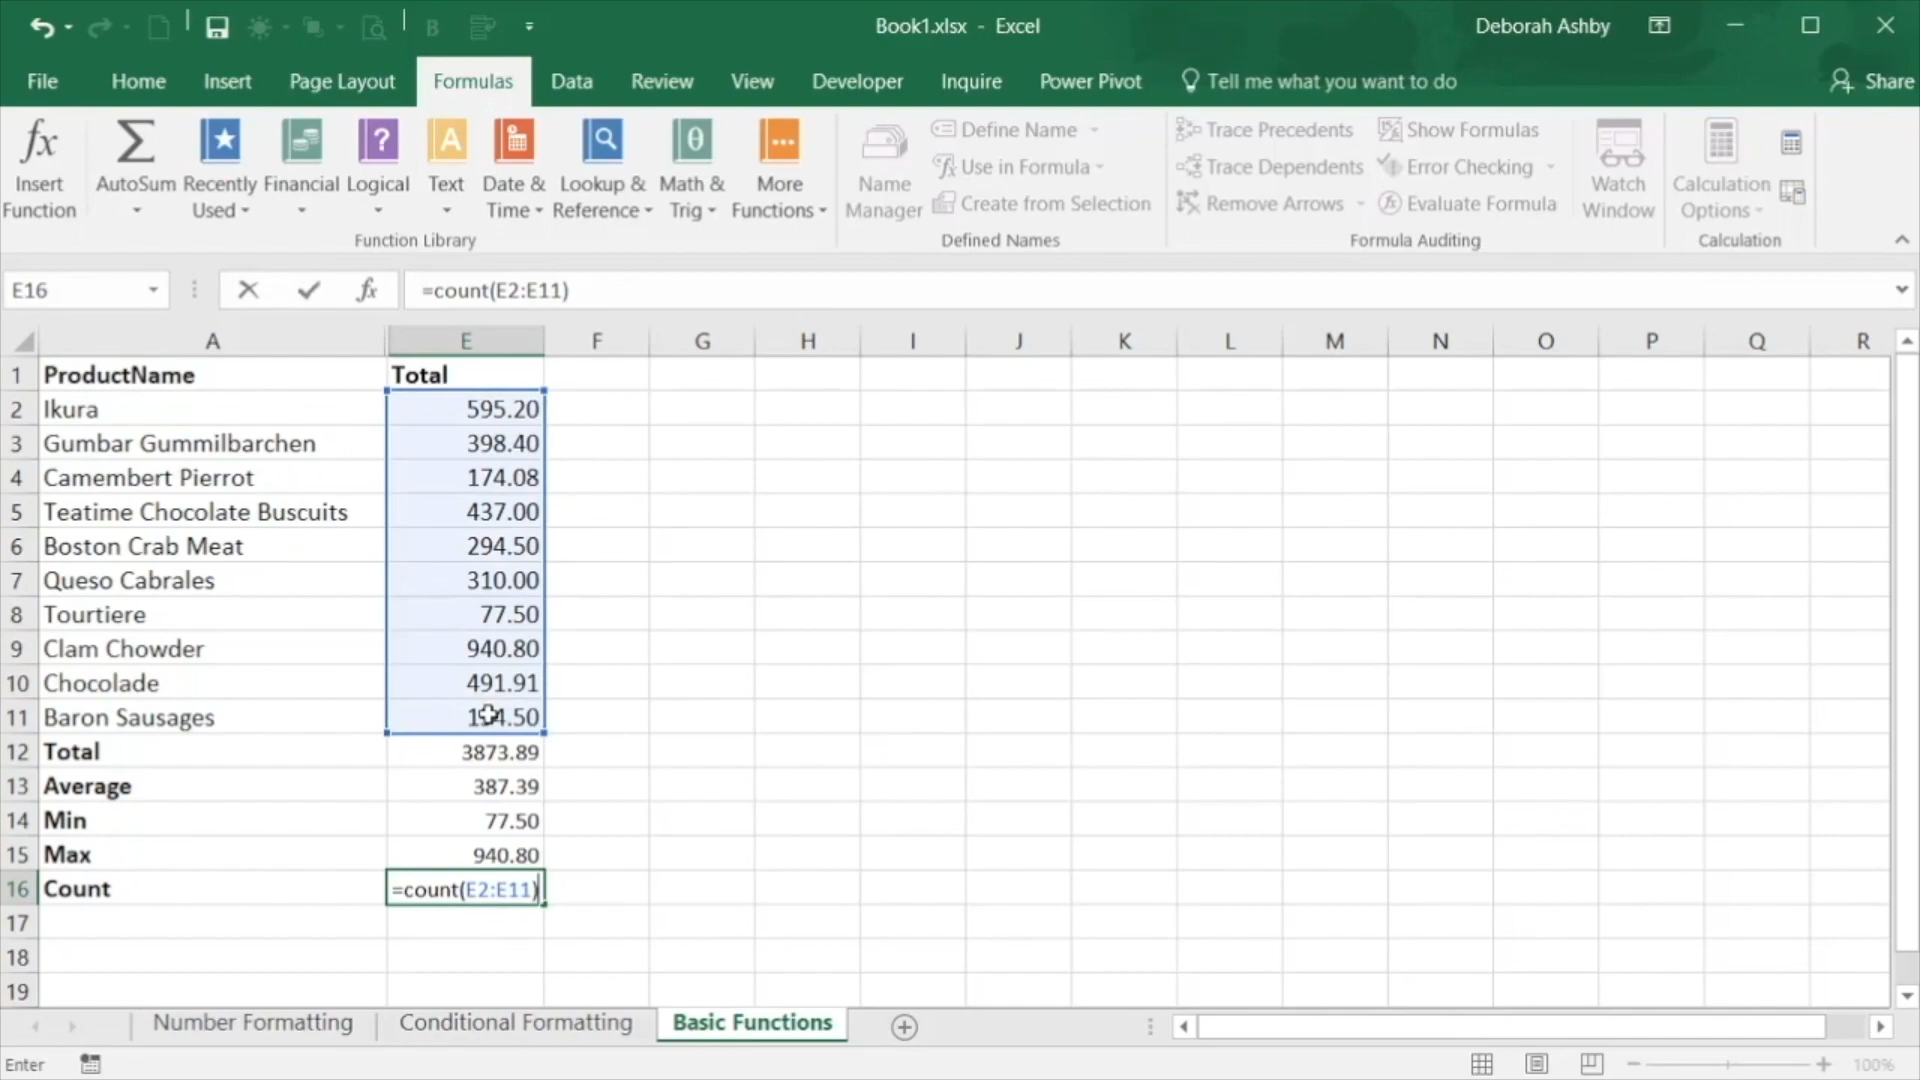 Book1.xlsx - Excel
Deborah Ashby
File Home Insert Page Layout Formulas Data Review View Developer Inquire Power Pivot Tell me what you want to do Share
fx Insert Function
AutoSum
Recently Used
Financial
Logical
Text
Date & Time
Lookup & Reference
Math & Trig
More Functions
Function Library
Name Manager
Define Name
Use in Formula
Create from Selection
Defined Names
Trace Precedents
Trace Dependents
Remove Arrows
Show Formulas
Error Checking
Evaluate Formula
Formula Auditing
Watch Window
Calculation Options
Calculation
E16 fx =count(E2:E11)
A E F G H I J K L M N O P Q R
1 ProductName Total
2 Ikura 595.20
3 Gumbar Gummilbarchen 398.40
4 Camembert Pierrot 174.08
5 Teatime Chocolate Buscuits 437.00
6 Boston Crab Meat 294.50
7 Queso Cabrales 310.00
8 Tourtiere 77.50
9 Clam Chowder 940.80
10 Chocolade 491.91
11 Baron Sausages
12 Total 3873.89
13 Average 387.39
14 Min 77.50
15 Max 940.80
16 Count =count(E2:E11)
17
18
19
Number Formatting Conditional Formatting Basic Functions
Enter 100%